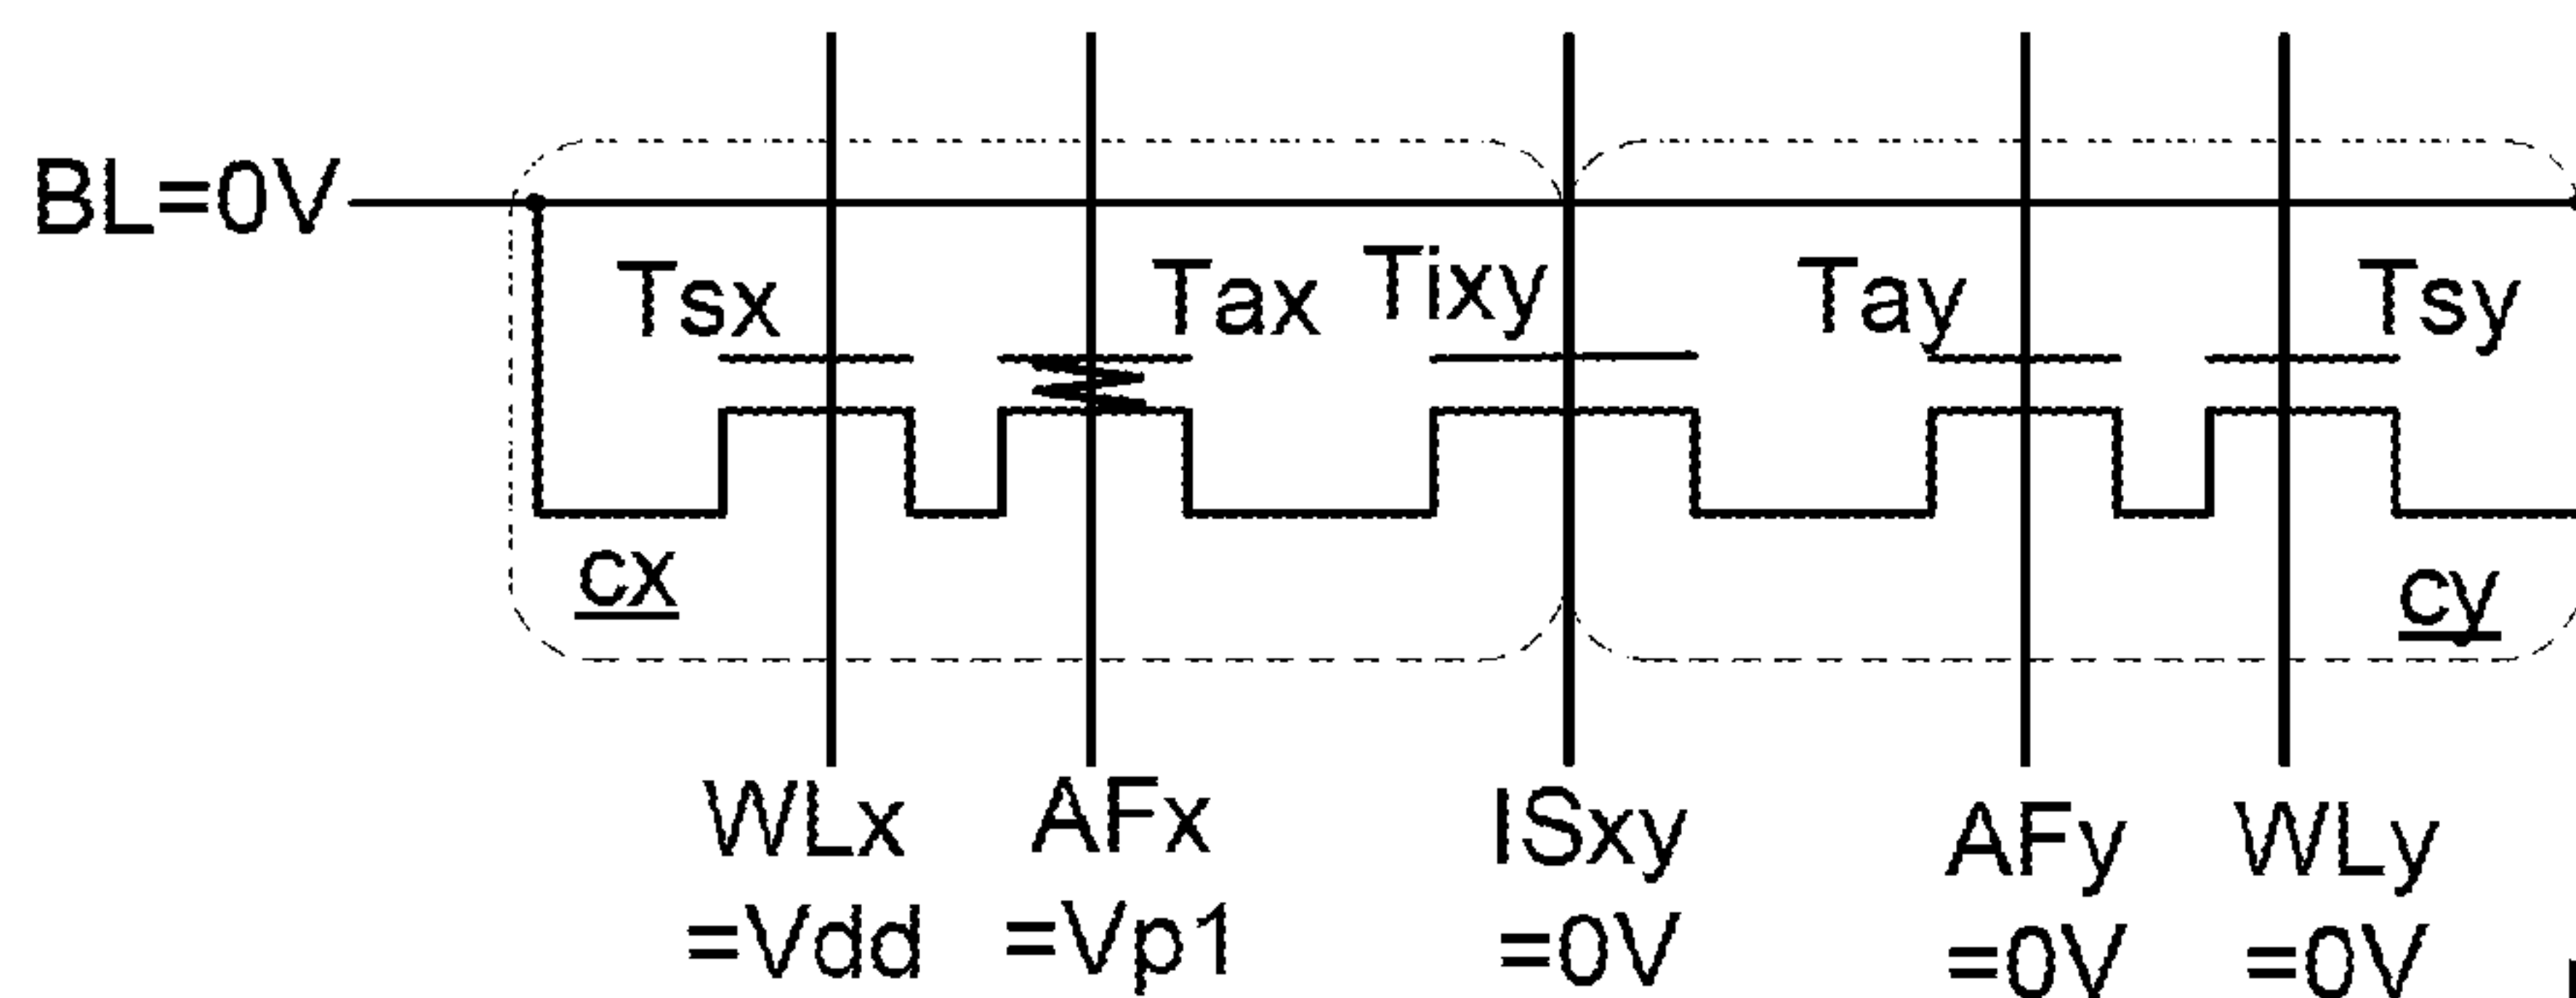 BL=0V
Tsx Tax Tixy Tay Tsy
cx cy
WLx AFx ISxy AFy WLy
=Vdd =Vp1 =0V =0V =0V